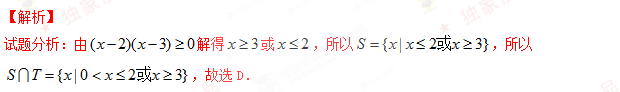 【解析】
试题分析：由(x−2)(x−3)≥0解得x≥3或x≤2，所以S={x|x≤2或x≥3}，所以
S⋂T={x|0<x≤2或x≥3}，故选D.